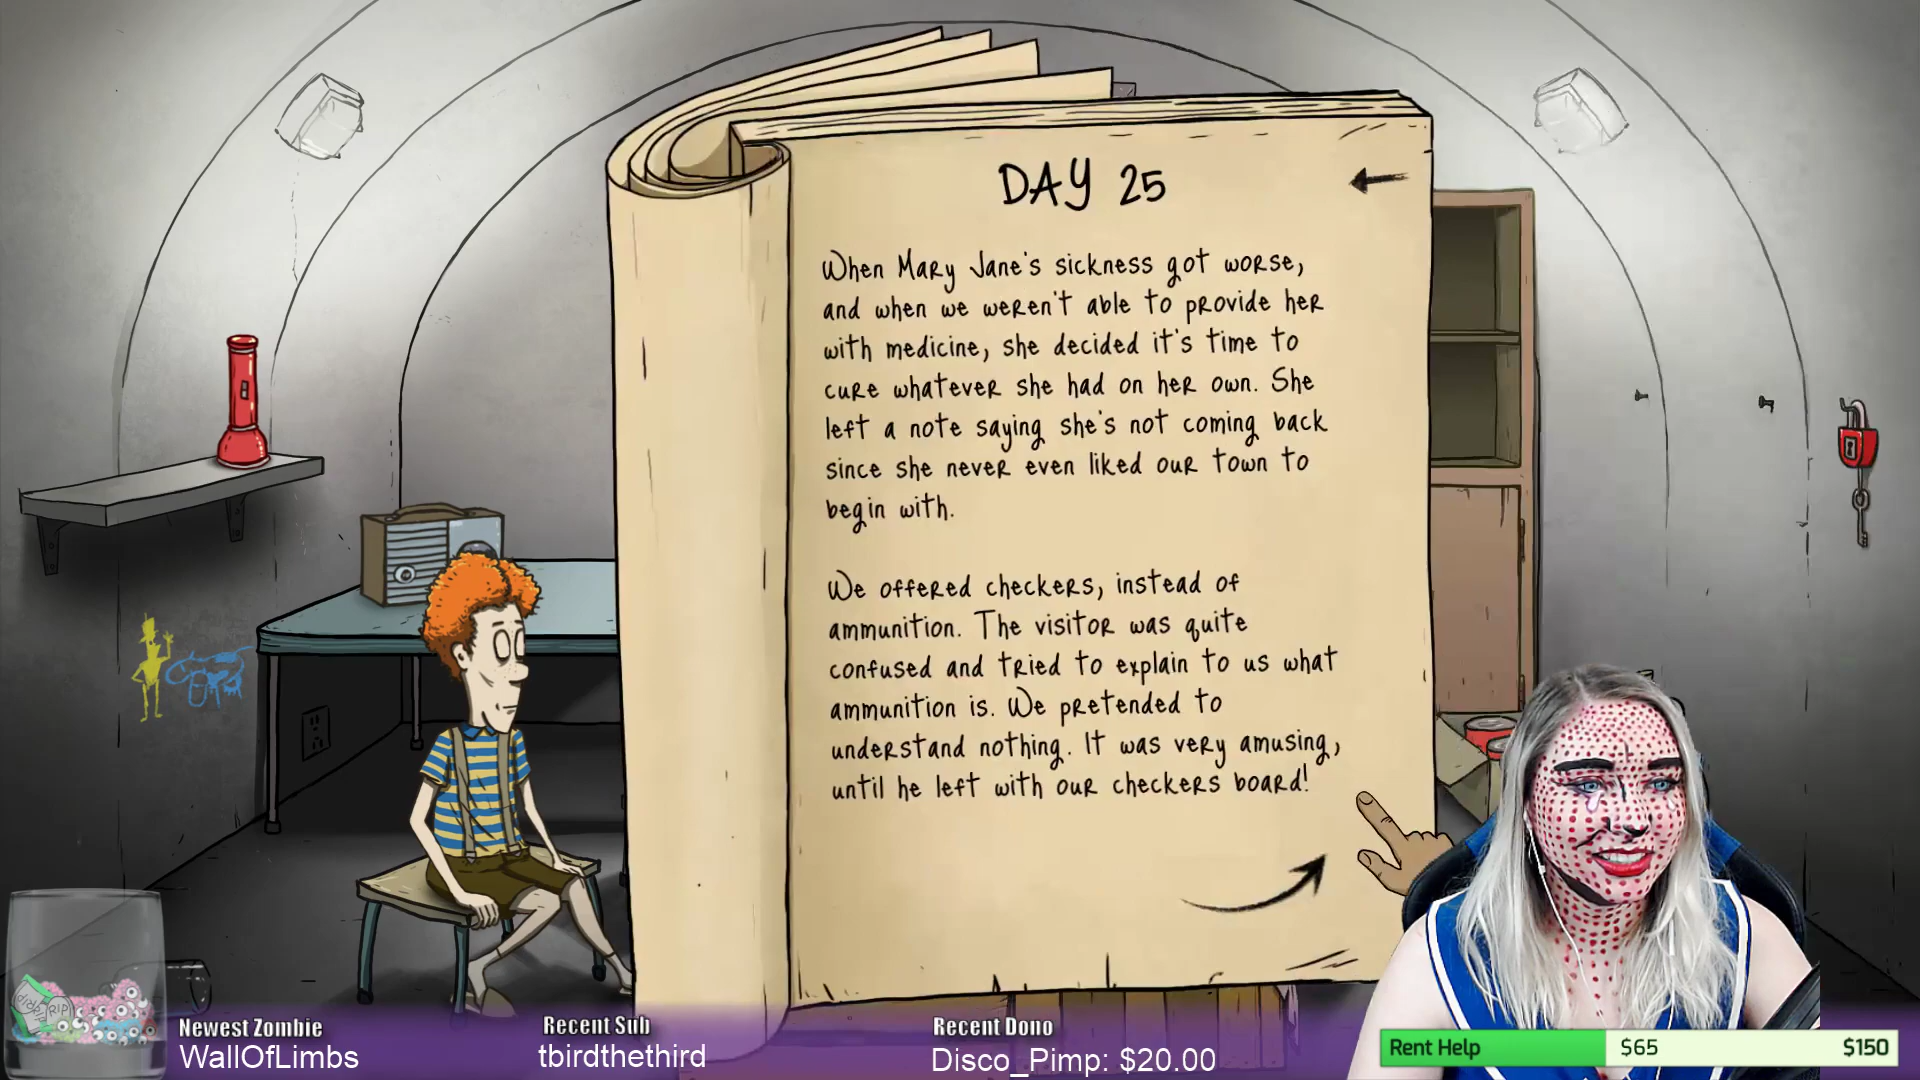 DAY 25
When Mary Jane's sickness got worse,
and when we weren't able to provide her
with medicine, she decided it's time to
cure whatever she had on her own. She
left a note saying she's not coming back
since she never even liked our town to
begin with.
We offered checkers, instead of
ammunition. The visitor was quite
confused and tried to explain to us what
ammunition is. We pretended to
understand nothing. It was very amusing,
until he left with our checkers board!
RIP
Newest Zombie
WallOfLimbs
Recent Sub
tbirdthethird
Recent Dono
Disco_Pimp: $20.00
Rent Help $65 $150